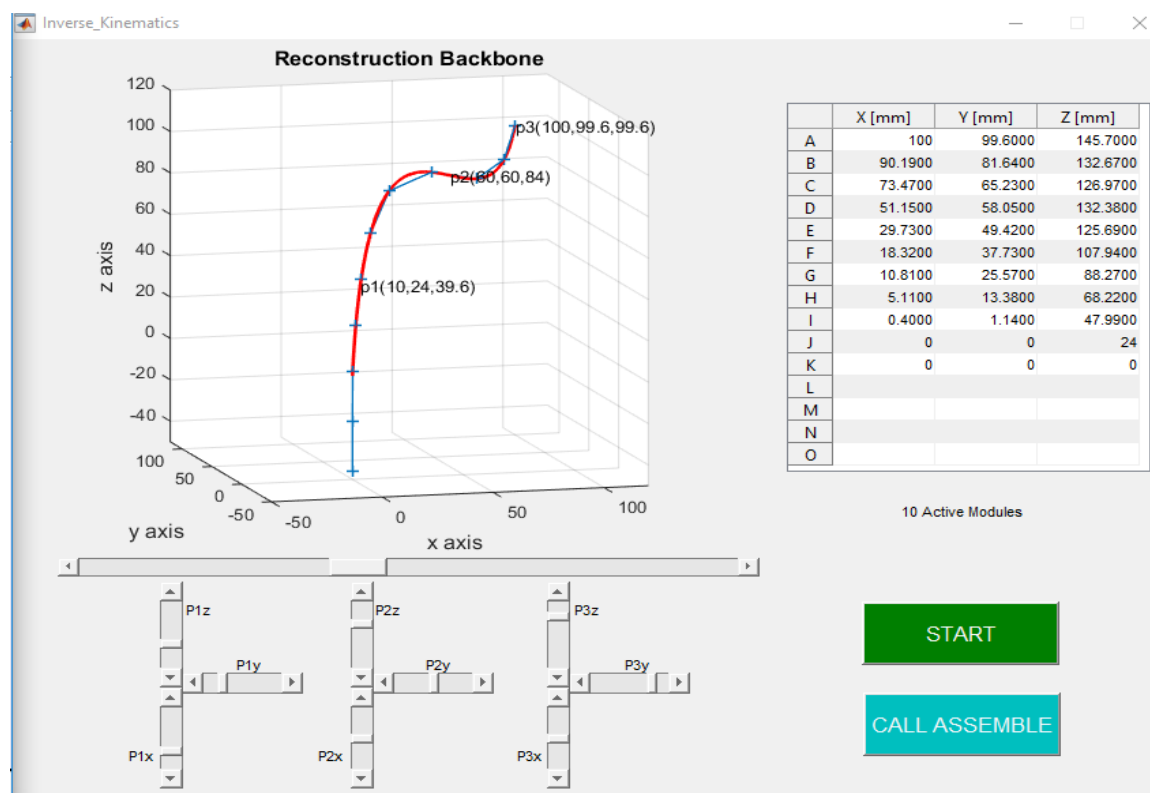 Inverse_Kinematics
Reconstruction Backbone
120
100
80
60
40
20
0
-20
-40
z axis
p3(100,99.6,99.6)
p2(60,60,84)
p1(10,24,39.6)
100
50
0
-50
y axis
-50
0
50
100
x axis
X [mm] Y [mm] Z [mm]
A 100 99.6000 145.7000
B 90.1900 81.6400 132.6700
C 73.4700 65.2300 126.9700
D 51.1500 58.0500 132.3800
E 29.7300 49.4200 125.6900
F 18.3200 37.7300 107.9400
G 10.8100 25.5700 88.2700
H 5.1100 13.3800 68.2200
I 0.4000 1.1400 47.9900
J 0 0 24
K 0 0 0
L
M
N
O
10 Active Modules
P1z P2z P3z
P1y P2y P3y
P1x P2x P3x
START
CALL ASSEMBLE